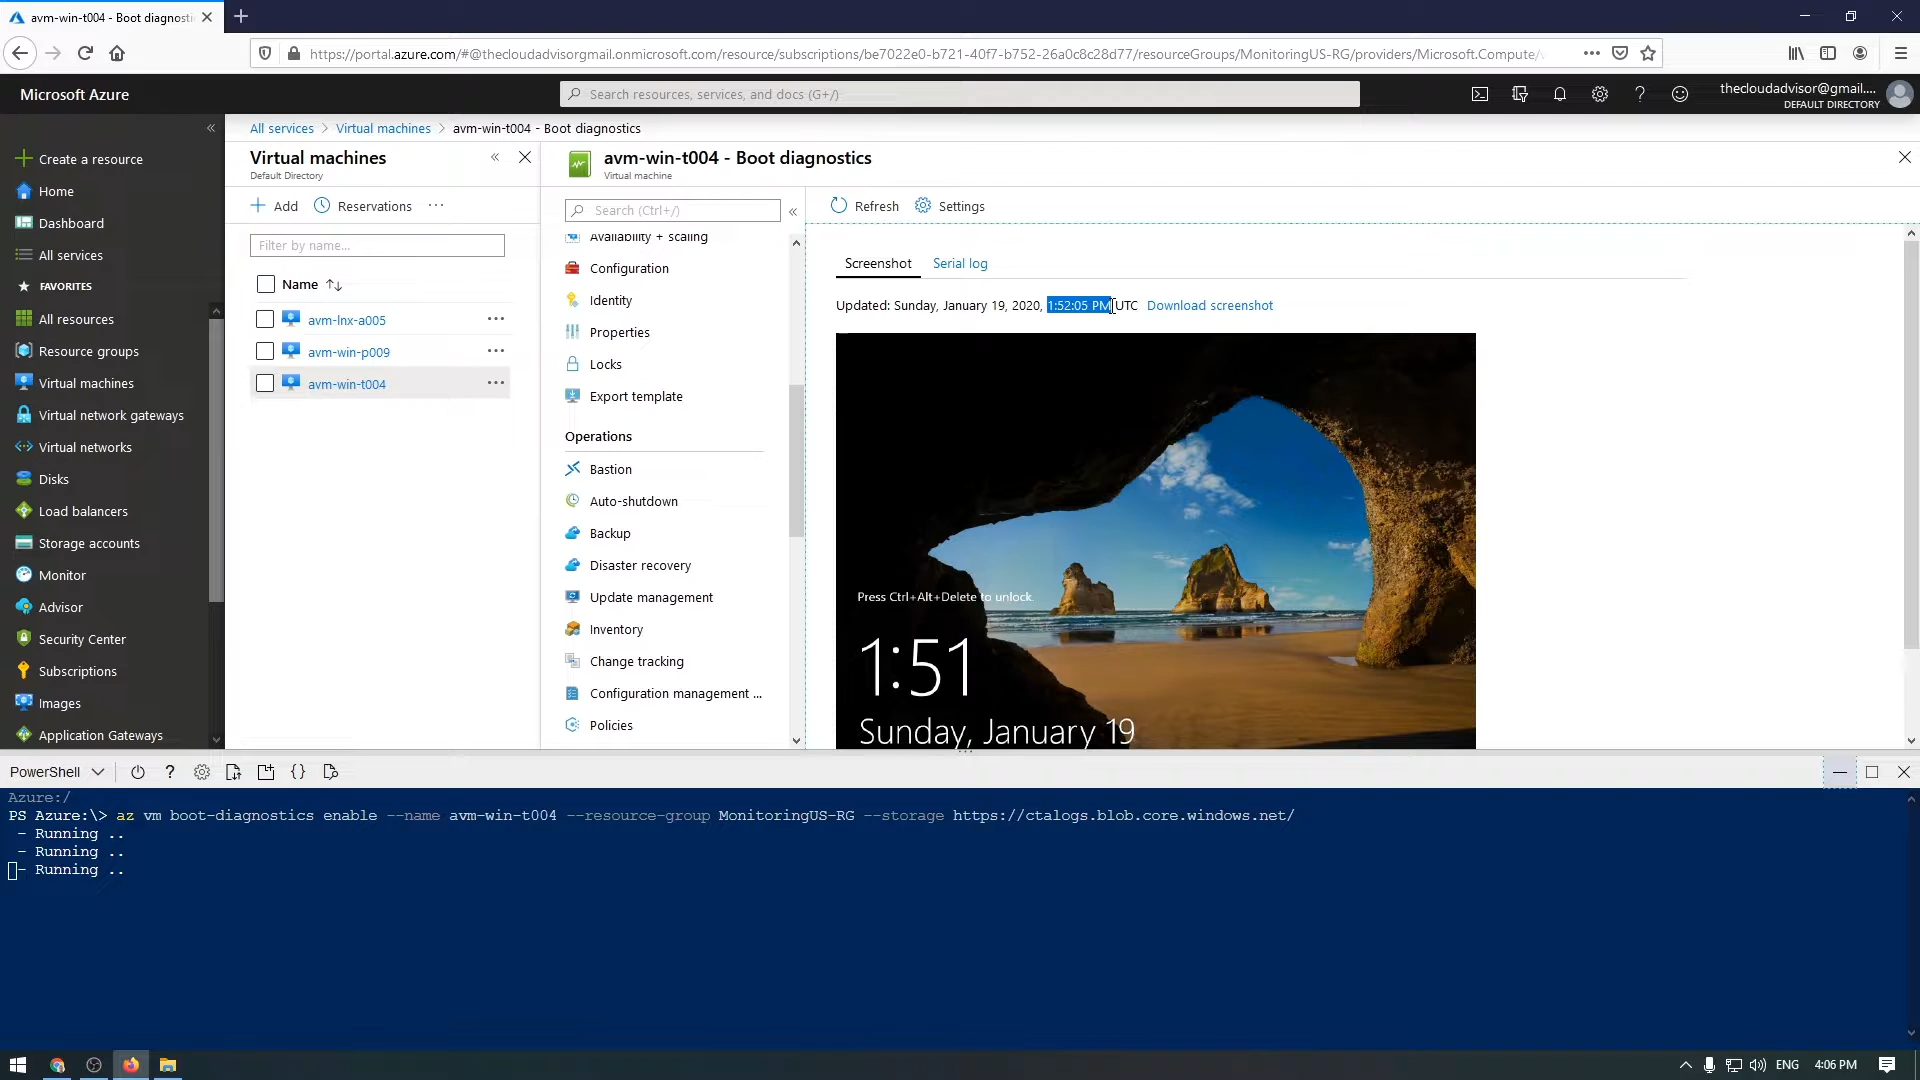 avm-win-t004 - Boot diagnosti
https://portal.azure.com/#@thecloudadvisorgmail.onmicrosoft.com/resource/subscriptions/be7022e0-b721-40f7-b752-26a0c8c28d77/resourceGroups/MonitoringUS-RG/providers/Microsoft.Compute/
Microsoft Azure
Search resources, services, and docs (G+/)
thecloudadvisor@gmail....
DEFAULT DIRECTORY
All services > Virtual machines > avm-win-t004 - Boot diagnostics
Create a resource
Home
Dashboard
All services
FAVORITES
All resources
Resource groups
Virtual machines
Virtual network gateways
Virtual networks
Disks
Load balancers
Storage accounts
Monitor
Advisor
Security Center
Subscriptions
Images
Application Gateways
Virtual machines
Default Directory
Add
Reservations
Filter by name...
Name
avm-lnx-a005
avm-win-p009
avm-win-t004
avm-win-t004 - Boot diagnostics
Virtual machine
Search (Ctrl+/)
Availability + scaling
Configuration
Identity
Properties
Locks
Export template
Operations
Bastion
Auto-shutdown
Backup
Disaster recovery
Update management
Inventory
Change tracking
Configuration management ...
Policies
Refresh
Settings
Screenshot
Serial log
Updated: Sunday, January 19, 2020, 1:52:05 PM UTC Download screenshot
Press Ctrl+Alt+Delete to unlock.
1:51
Sunday, January 19
PowerShell
Azure:/
PS Azure:\> az vm boot-diagnostics enable --name avm-win-t004 --resource-group MonitoringUS-RG --storage https://ctalogs.blob.core.windows.net/
- Running ..
- Running ..
- Running ..
ENG
4:06 PM